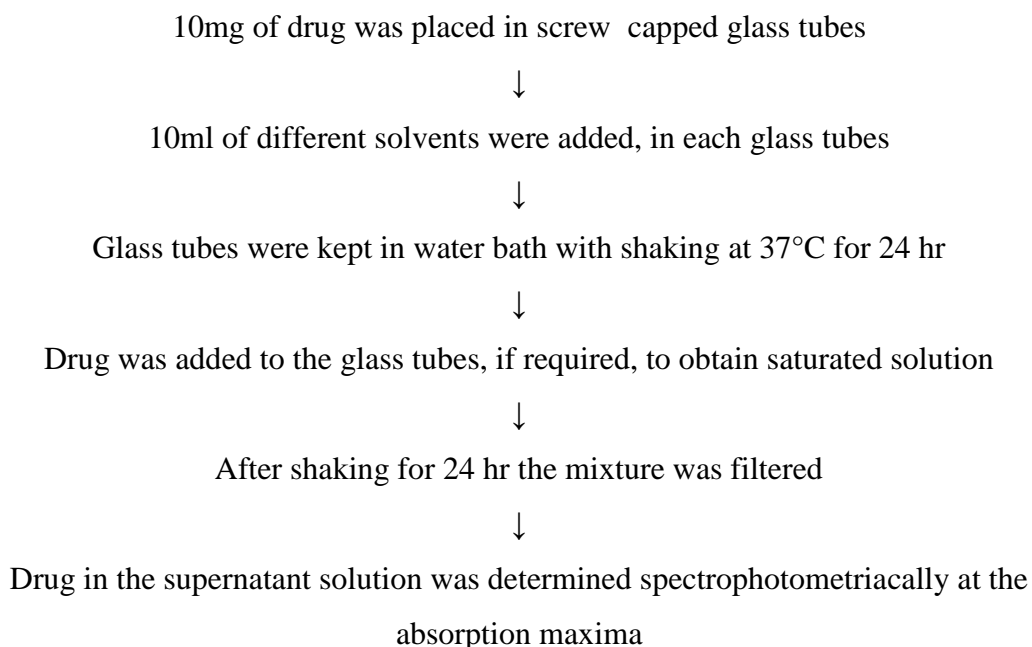 10mg of drug was placed in screw  capped glass tubes
↓
10ml of different solvents were added, in each glass tubes
↓
Glass tubes were kept in water bath with shaking at 37°C for 24 hr
↓
Drug was added to the glass tubes, if required, to obtain saturated solution
↓
After shaking for 24 hr the mixture was filtered
↓
Drug in the supernatant solution was determined spectrophotometriacally at the
absorption maxima